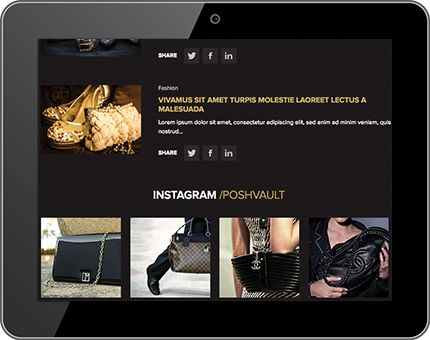 SHARE
Fashion
VIVAMUS SIT AMET TURPIS MOLESTIE LAOREET LECTUS A
MALESUADA
Lorem ipsum dolor sit amet, consectetur adipiscing elit, sed enim ad minim veniam, quis
nostrud...
SHARE
INSTAGRAM /POSHVAULT